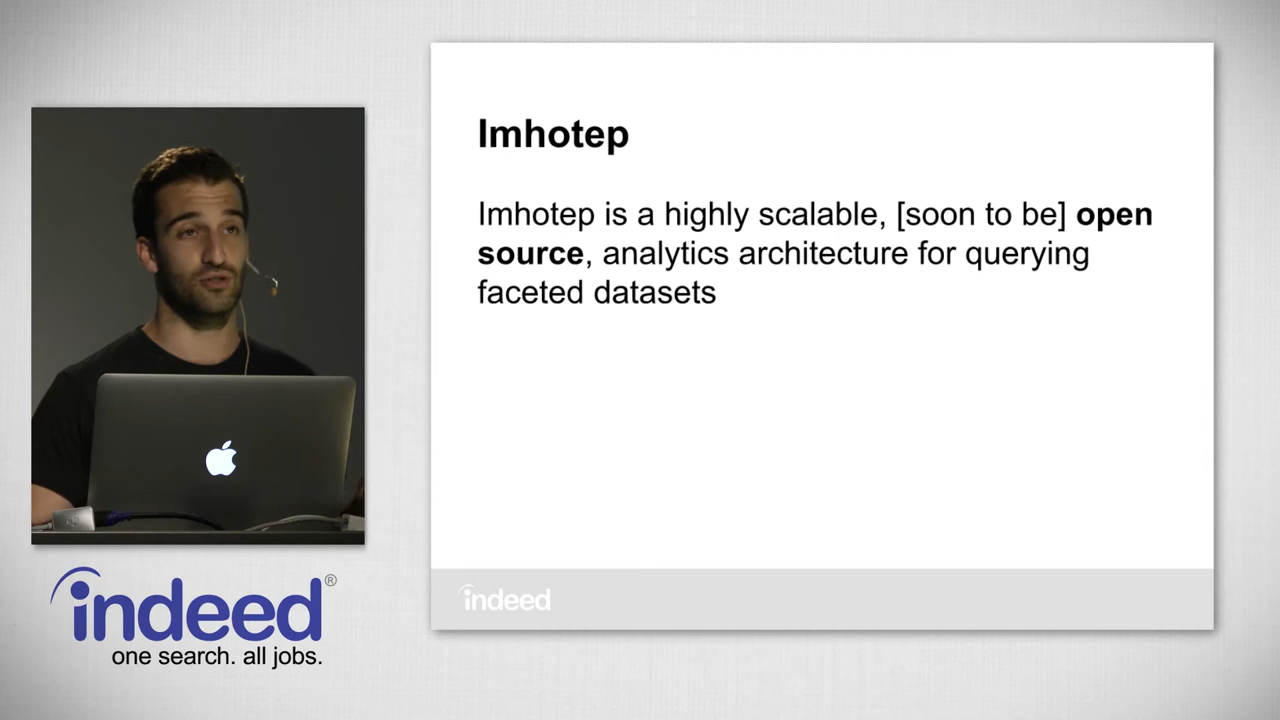 Imhotep
Imhotep is a highly scalable, [soon to be] open
source, analytics architecture for querying
faceted datasets
indeed
indeed®
one search. all jobs.